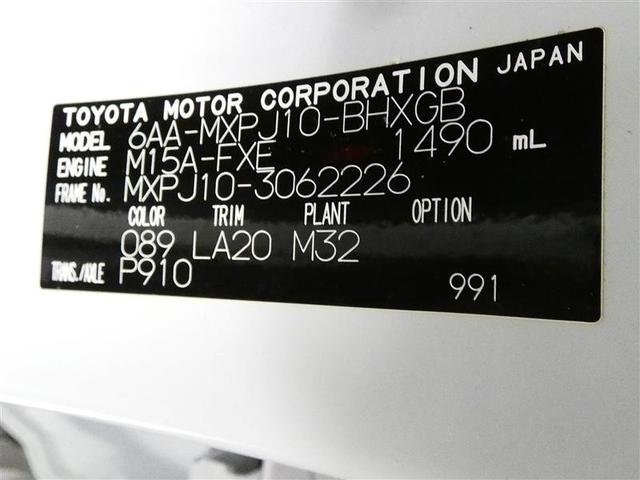 TOYOTA MOTOR CORPORATION JAPAN
MODEL 6AA-MXPJ10-BHXGB
ENGINE M15A-FXE 1490 mL
FRAME No. MXPJ10-3062226
COLOR TRIM PLANT OPTION
089 LA20 M32
TRANS./AXLE P910
991